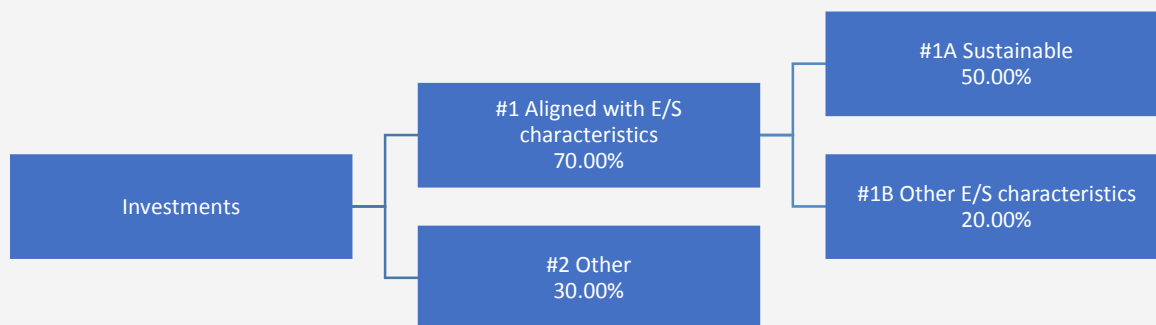 Investments
#1 Aligned with E/S
characteristics
70.00%
#2 Other
30.00%
#1A Sustainable
50.00%
#1B Other E/S characteristics
20.00%